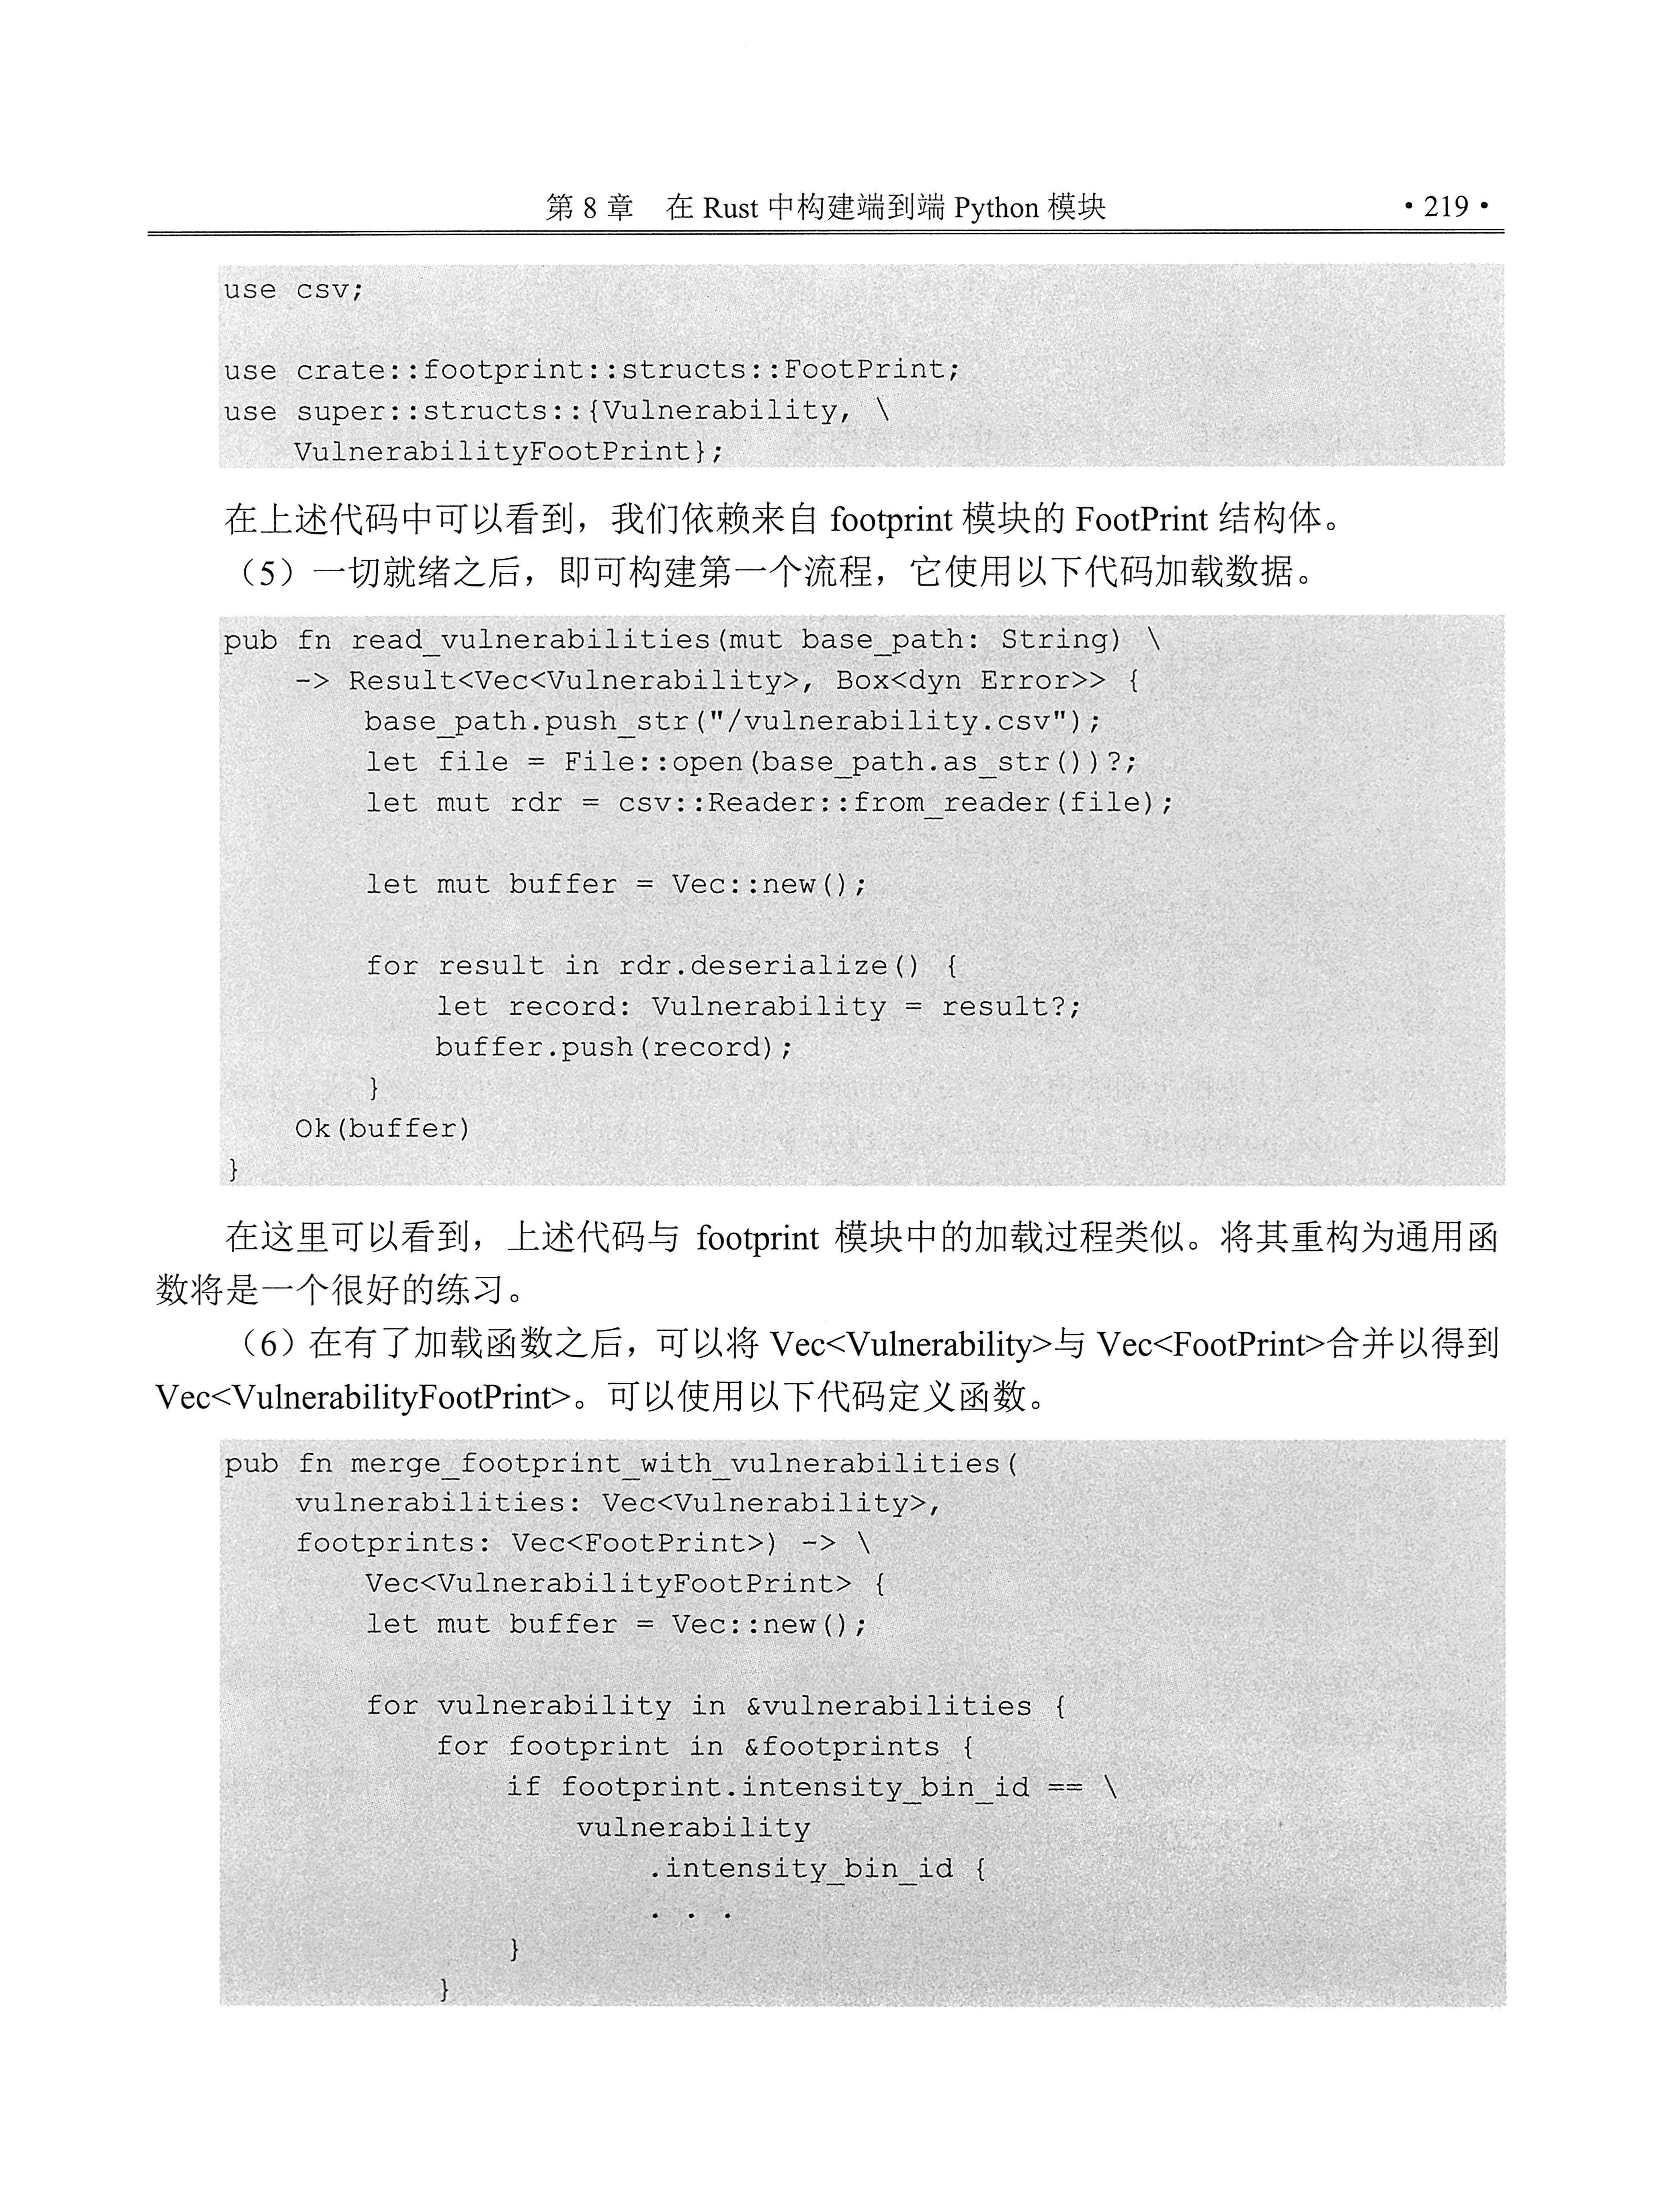 第 8 章　在 Rust 中构建端到端 Python 模块 • 219 •
use csv;
use crate::footprint::structs::FootPrint;
use super::structs::{Vulnerability, \
    VulnerabilityFootPrint};
在上述代码中可以看到，我们依赖来自 footprint 模块的 FootPrint 结构体。
（5）一切就绪之后，即可构建第一个流程，它使用以下代码加载数据。
pub fn read_vulnerabilities(mut base_path: String) \
    -> Result<Vec<Vulnerability>, Box<dyn Error>> {
        base_path.push_str("/vulnerability.csv");
        let file = File::open(base_path.as_str())?;
        let mut rdr = csv::Reader::from_reader(file);
        let mut buffer = Vec::new();
        for result in rdr.deserialize() {
            let record: Vulnerability = result?;
            buffer.push(record);
        }
    Ok(buffer)
}
在这里可以看到，上述代码与 footprint 模块中的加载过程类似。将其重构为通用函
数将是一个很好的练习。
（6）在有了加载函数之后，可以将 Vec<Vulnerability>与 Vec<FootPrint>合并以得到
Vec<VulnerabilityFootPrint>。可以使用以下代码定义函数。
pub fn merge_footprint_with_vulnerabilities(
    vulnerabilities: Vec<Vulnerability>,
    footprints: Vec<FootPrint>) -> \
        Vec<VulnerabilityFootPrint> {
        let mut buffer = Vec::new();
        for vulnerability in &vulnerabilities {
            for footprint in &footprints {
                if footprint.intensity_bin_id == \
                    vulnerability
                        .intensity_bin_id {
                        . . .
                }
            }